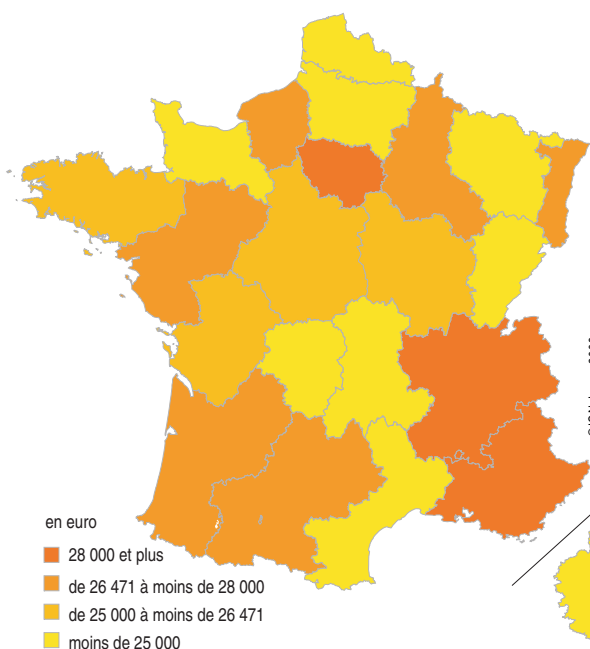 en euro
28 000 et plus
de 26 471 à moins de 28 000
de 25 000 à moins de 26 471
moins de 25 000